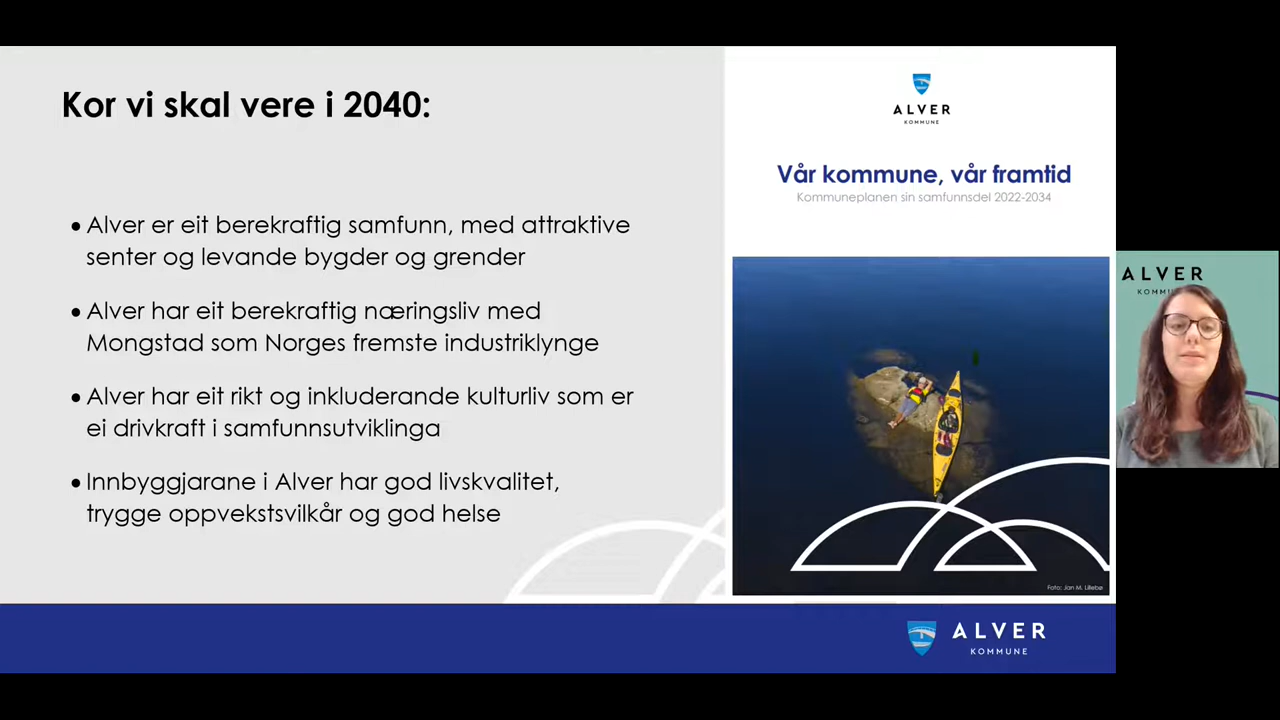 Kor vi skal vere i 2040:
• Alver er eit berekraftig samfunn, med attraktive
senter og levande bygder og grender
• Alver har eit berekraftig næringsliv med
Mongstad som Norges fremste industriklynge
• Alver har eit rikt og inkluderande kulturliv som er
ei drivkraft i samfunnsutviklinga
• Innbyggjarane i Alver har god livskvalitet,
trygge oppvekstsvilkår og god helse
ALVER
KOMMUNE
Vår kommune, vår framtid
Kommuneplanen sin samfunnsdel 2022-2034
Foto: Jan M. Lillebø
ALVER
KOMMUNE
ALVER